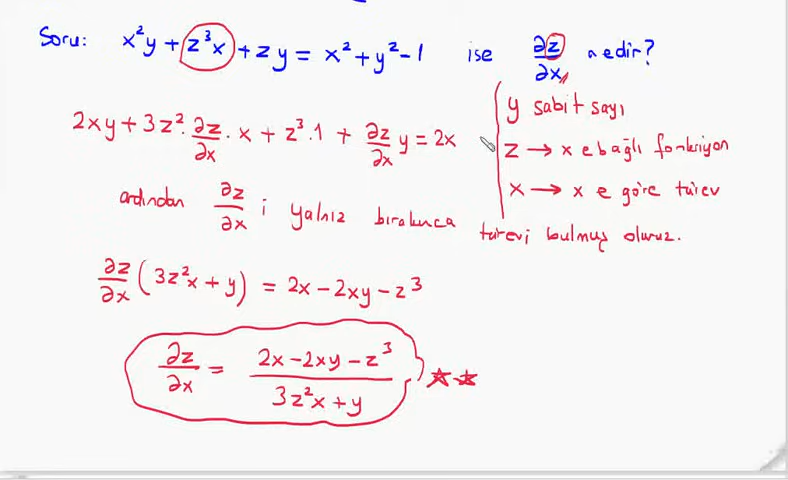 Soru: x²y + z³x + zy = x² + y² - 1 ise ∂z/∂x nedir?
2xy + 3z² · ∂z/∂x · x + z³ · 1 + ∂z/∂x y = 2x
y sabit sayı
z → x e bağlı fonksiyon
x → x e göre türev
ardından ∂z/∂x i yalnız bırakınca türevi bulmuş oluruz.
∂z/∂x (3z²x + y) = 2x - 2xy - z³
∂z/∂x = (2x - 2xy - z³)/(3z²x + y)